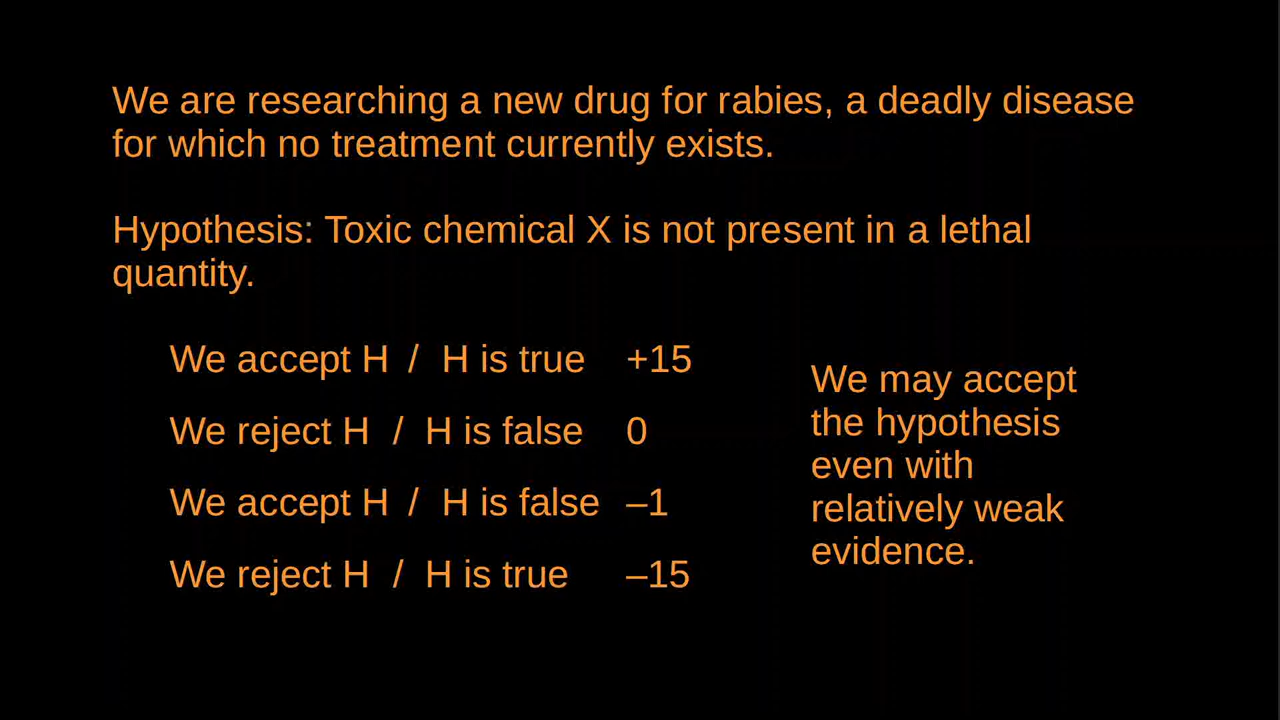 We are researching a new drug for rabies, a deadly disease
for which no treatment currently exists.
Hypothesis: Toxic chemical X is not present in a lethal
quantity.
We accept H / H is true +15
We reject H / H is false 0
We accept H / H is false –1
We reject H / H is true –15
We may accept
the hypothesis
even with
relatively weak
evidence.